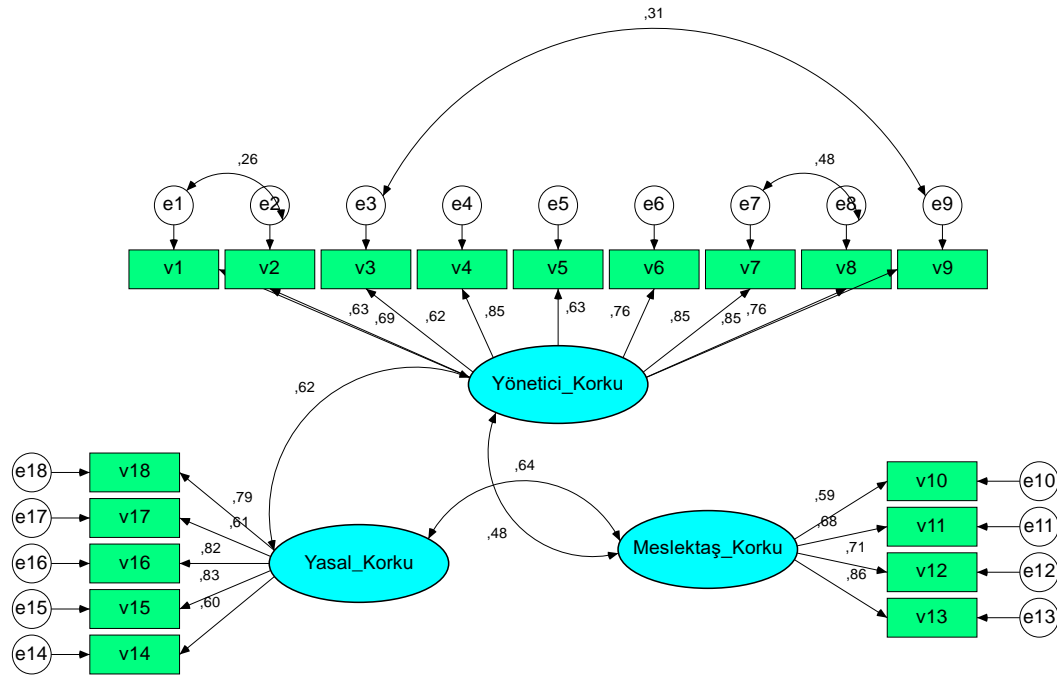 ,31
,26
,48
e1
e2
e3
e4
e5
e6
e7
e8
e9
v1
v2
v3
v4
v5
v6
v7
v8
v9
,63
,69
,62
,85
,63
,76
,85
,85
,76
Yönetici_Korku
,62
,64
,48
e18
v18
,79
e17
v17
,61
e16
v16
,82
e15
v15
,83
e14
v14
,60
Yasal_Korku
Meslektaş_Korku
,59
v10
e10
,68
v11
e11
,71
v12
e12
,86
v13
e13